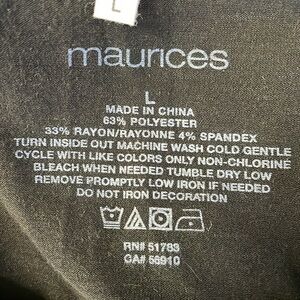 L
maurices
L
MADE IN CHINA
63% POLYESTER
33% RAYON/RAYONNE 4% SPANDEX
TURN INSIDE OUT MACHINE WASH COLD GENTLE
CYCLE WITH LIKE COLORS ONLY NON-CHLORINE
BLEACH WHEN NEEDED TUMBLE DRY LOW
REMOVE PROMPTLY LOW IRON IF NEEDED
DO NOT IRON DECORATION
RN# 51783
CA# 56910